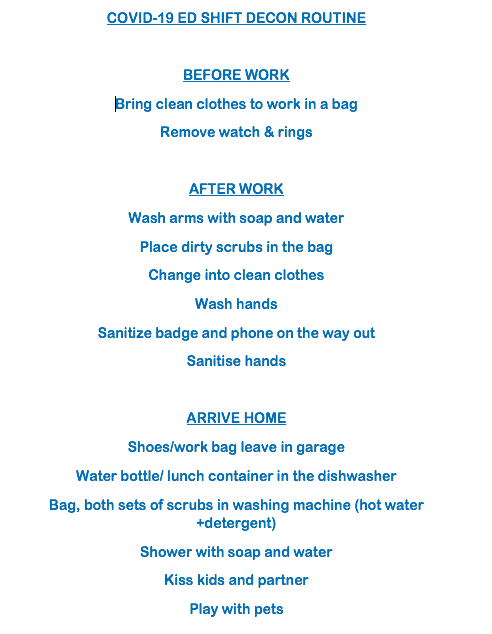 COVID-19 ED SHIFT DECON ROUTINE
BEFORE WORK
Bring clean clothes to work in a bag
Remove watch & rings
AFTER WORK
Wash arms with soap and water
Place dirty scrubs in the bag
Change into clean clothes
Wash hands
Sanitize badge and phone on the way out
Sanitise hands
ARRIVE HOME
Shoes/work bag leave in garage
Water bottle/ lunch container in the dishwasher
Bag, both sets of scrubs in washing machine (hot water
+detergent)
Shower with soap and water
Kiss kids and partner
Play with pets